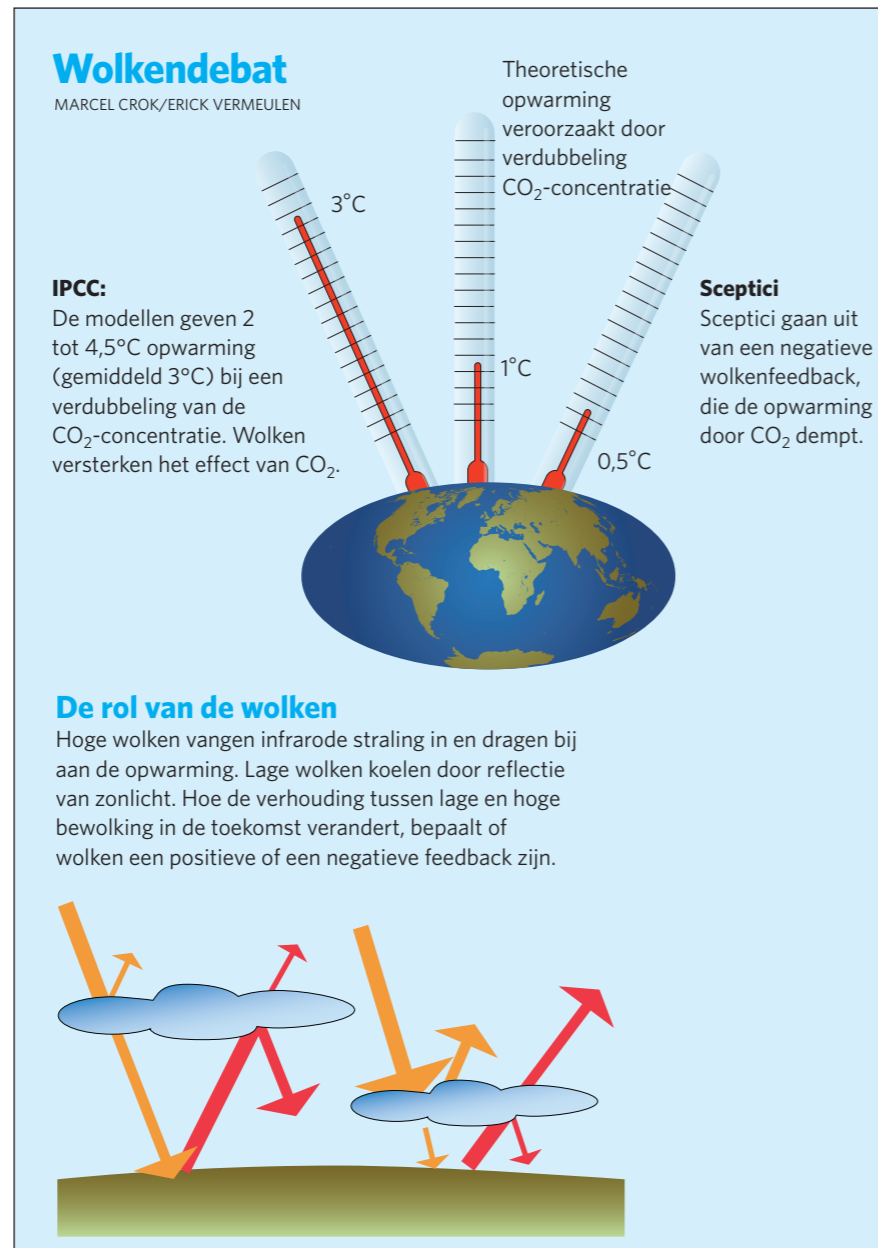 Wolkendebat
MARCEL CROK/ERICK VERMEULEN
Theoretische
opwarming
veroorzaakt door
verdubbeling
CO₂-concentratie
3°C
IPCC:
De modellen geven 2
tot 4,5°C opwarming
(gemiddeld 3°C) bij een
verdubbeling van de
CO₂-concentratie. Wolken
versterken het effect van CO₂.
1°C
0,5°C
Sceptici
Sceptici gaan uit
van een negatieve
wolkenfeedback,
die de opwarming
door CO₂ dempt.
De rol van de wolken
Hoge wolken vangen infrarode straling in en dragen bij
aan de opwarming. Lage wolken koelen door reflectie
van zonlicht. Hoe de verhouding tussen lage en hoge
bewolking in de toekomst verandert, bepaalt of
wolken een positieve of een negatieve feedback zijn.